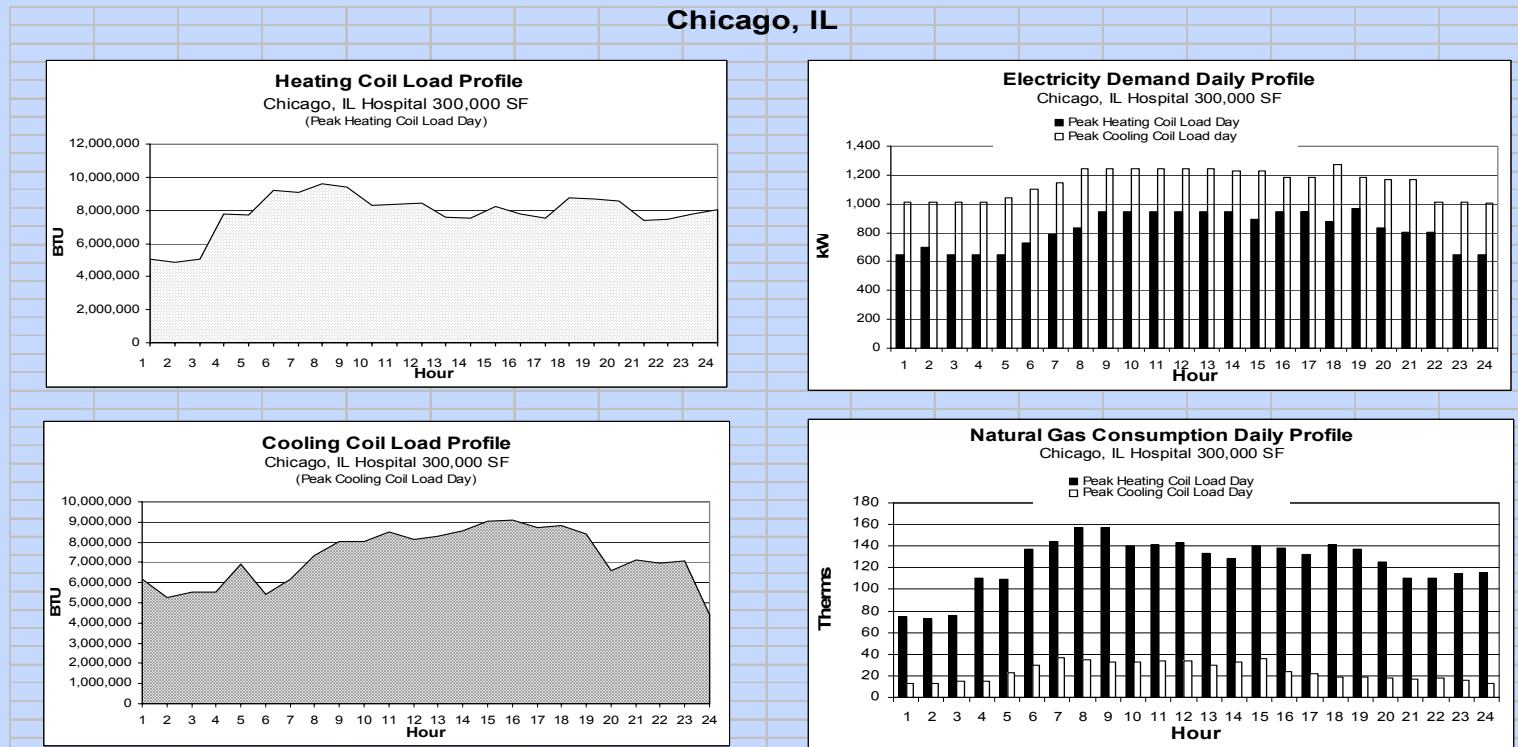 Chicago, IL
Heating Coil Load Profile
Chicago, IL Hospital 300,000 SF
(Peak Heating Coil Load Day)
12,000,000
10,000,000
8,000,000
6,000,000
4,000,000
2,000,000
0
BTU
1 2 3 4 5 6 7 8 9 10 11 12 13 14 15 16 17 18 19 20 21 22 23 24
Hour
Electricity Demand Daily Profile
Chicago, IL Hospital 300,000 SF
Peak Heating Coil Load Day
Peak Cooling Coil Load day
1,400
1,200
1,000
800
600
400
200
0
kW
1 2 3 4 5 6 7 8 9 10 11 12 13 14 15 16 17 18 19 20 21 22 23 24
Hour
Cooling Coil Load Profile
Chicago, IL Hospital 300,000 SF
(Peak Cooling Coil Load Day)
10,000,000
9,000,000
8,000,000
7,000,000
6,000,000
5,000,000
4,000,000
3,000,000
2,000,000
1,000,000
0
BTU
1 2 3 4 5 6 7 8 9 10 11 12 13 14 15 16 17 18 19 20 21 22 23 24
Hour
Natural Gas Consumption Daily Profile
Chicago, IL Hospital 300,000 SF
Peak Heating Coil Load Day
Peak Cooling Coil Load Day
180
160
140
120
100
80
60
40
20
0
Therms
1 2 3 4 5 6 7 8 9 10 11 12 13 14 15 16 17 18 19 20 21 22 23 24
Hour